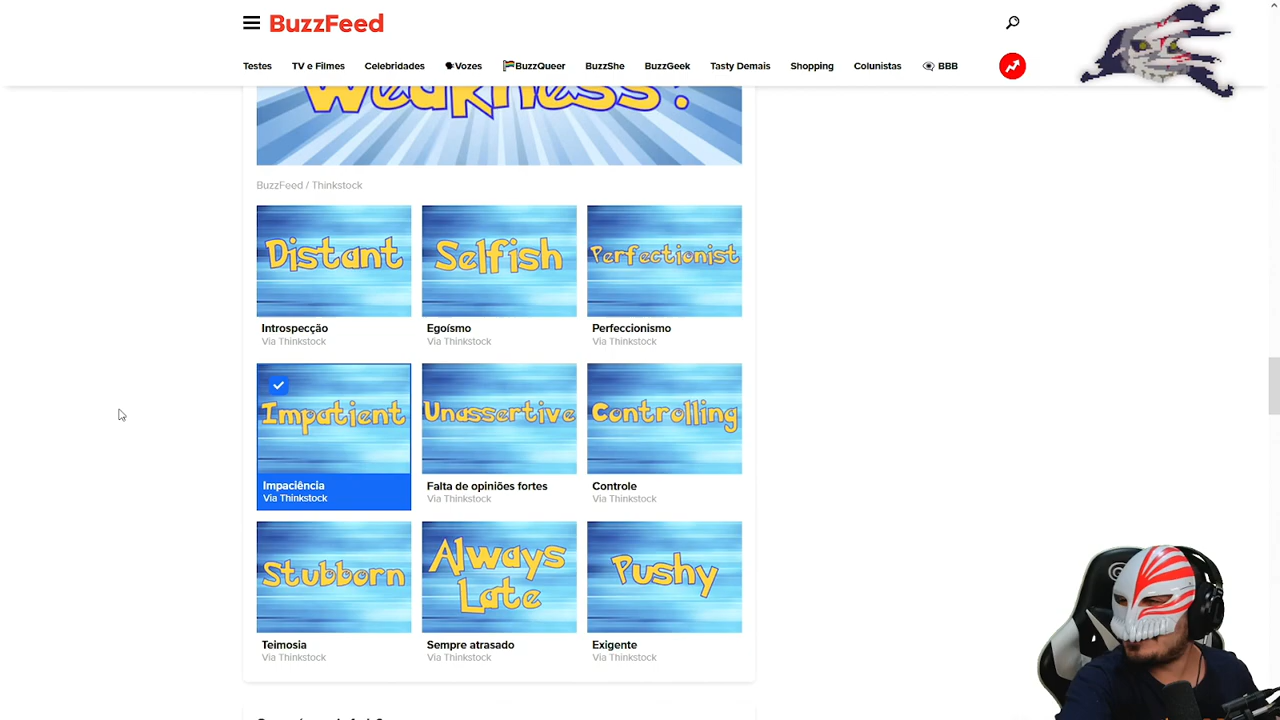 BuzzFeed
Testes TV e Filmes Celebridades Vozes BuzzQueer BuzzShe BuzzGeek Tasty Demais Shopping Colunistas BBB
Weakness?
BuzzFeed / Thinkstock
Distant Selfish Perfectionist
Introspecção Egoísmo Perfeccionismo
Via Thinkstock Via Thinkstock Via Thinkstock
Impatient Unassertive Controlling
Impaciência Falta de opiniões fortes Controle
Via Thinkstock Via Thinkstock Via Thinkstock
Stubborn Always Late Pushy
Teimosia Sempre atrasado Exigente
Via Thinkstock Via Thinkstock Via Thinkstock